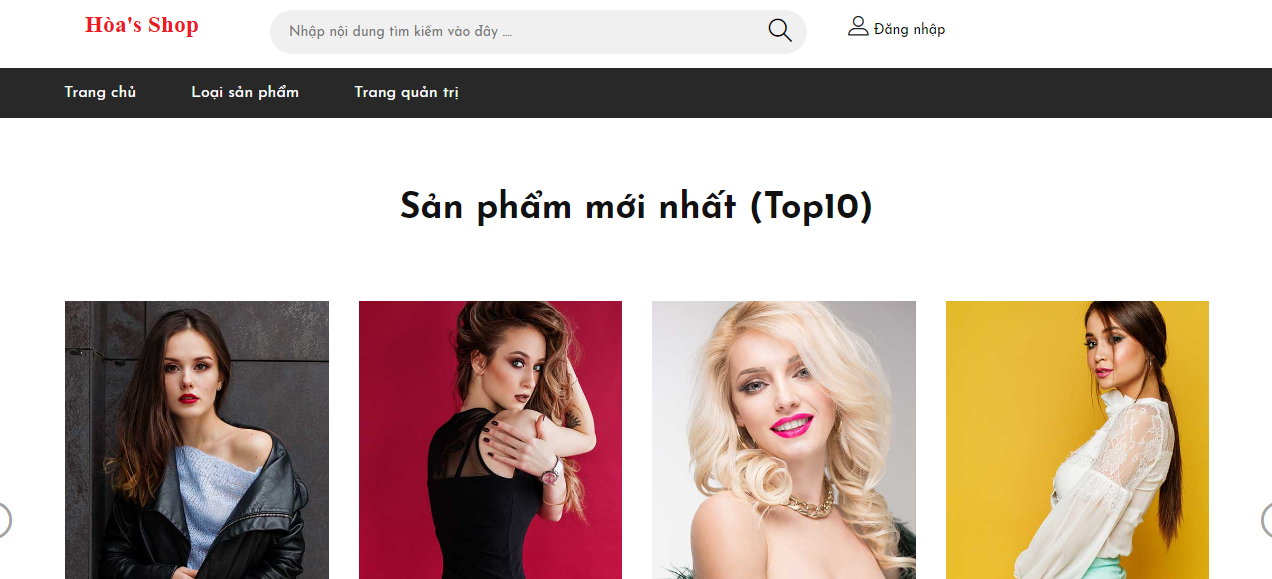 Hòa's Shop
Nhập nội dung tìm kiếm vào đây ....
Đăng nhập
Trang chủ
Loại sản phẩm
Trang quản trị
Sản phẩm mới nhất (Top10)